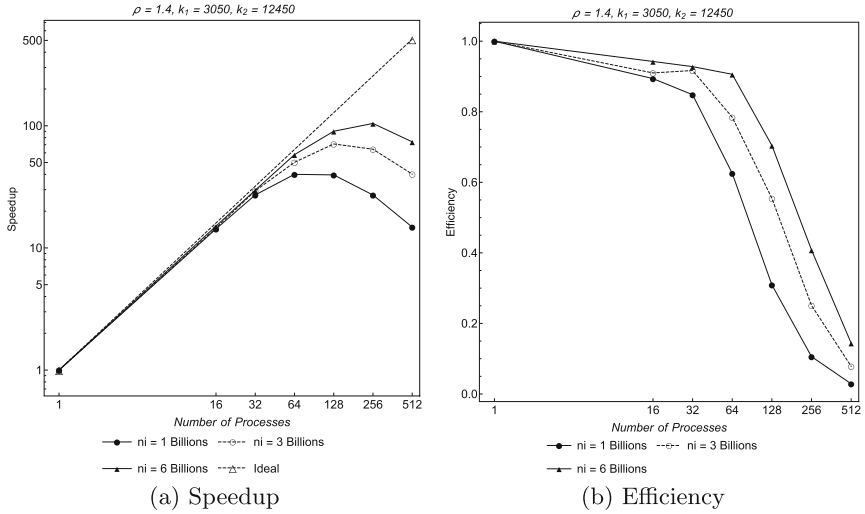 ρ = 1.4, k1 = 3050, k2 = 12450
500
100
50
10
5
1
Speedup
1 16 32 64 128 256 512
Number of Processes
ni = 1 Billions ni = 3 Billions
ni = 6 Billions Ideal
(a) Speedup
ρ = 1.4, k1 = 3050, k2 = 12450
1.0
0.8
0.6
0.4
0.2
0.0
Efficiency
1 16 32 64 128 256 512
Number of Processes
ni = 1 Billions ni = 3 Billions
ni = 6 Billions
(b) Efficiency